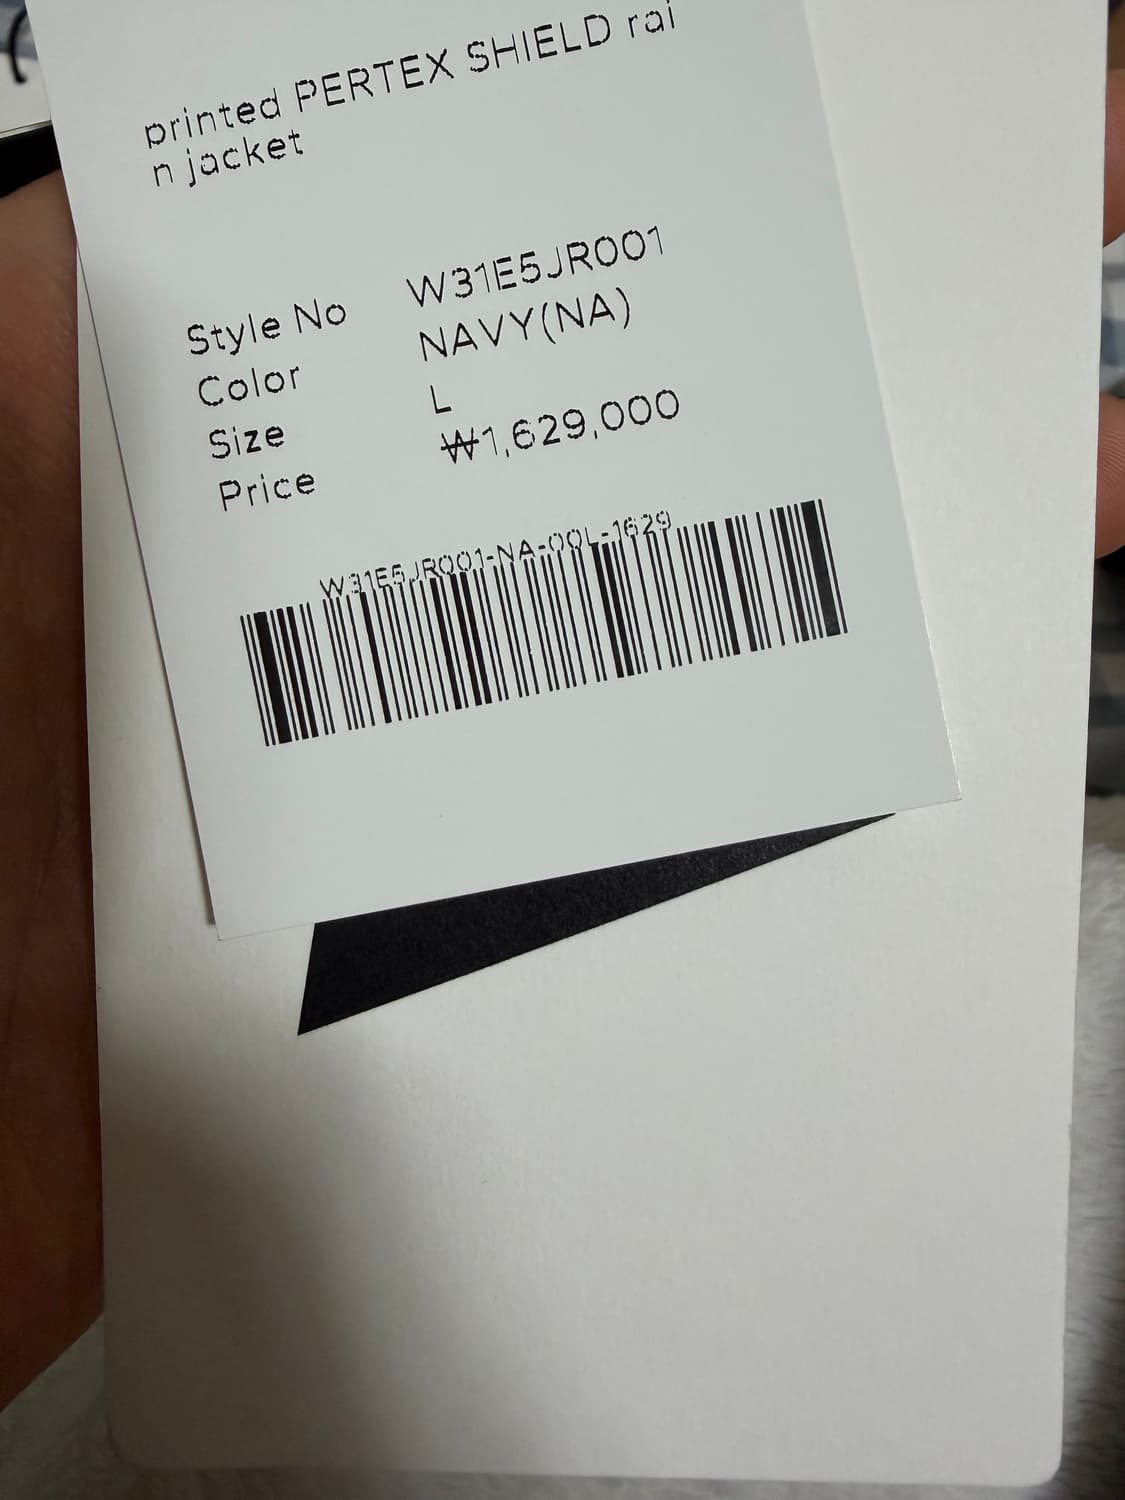 printed PERTEX SHIELD rai
n jacket
Style No W31E5JR001
Color NAVY(NA)
Size L
Price ₩1,629,000
W31E5JR001-NA-00L-1629